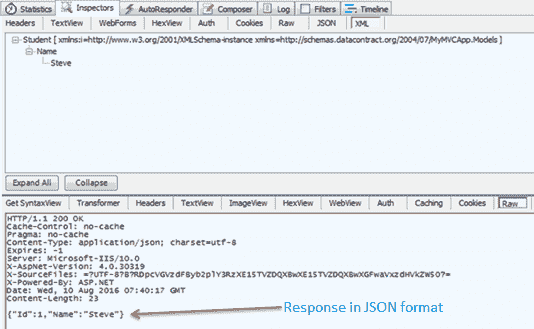 Statistics Inspectors AutoResponder Composer Log Filters Timeline
Headers TextView WebForms HexView Auth Cookies Raw JSON XML
Student [ xmlns:i=http://www.w3.org/2001/XMLSchema-instance xmlns=http://schemas.datacontract.org/2004/07/MyMVCApp.Models ]
Name
Steve
Expand All Collapse
Get SyntaxView Transformer Headers TextView ImageView HexView WebView Auth Caching Cookies Raw
HTTP/1.1 200 OK
Cache-Control: no-cache
Pragma: no-cache
Content-Type: application/json; charset=utf-8
Expires: -1
Server: Microsoft-IIS/10.0
X-AspNet-Version: 4.0.30319
X-SourceFiles:
X-Powered-By: ASP.NET
Date: Wed, 10 Aug 2016 07:40:17 GMT
Content-Length: 23
{"Id":1,"Name":"Steve"}
Response in JSON format